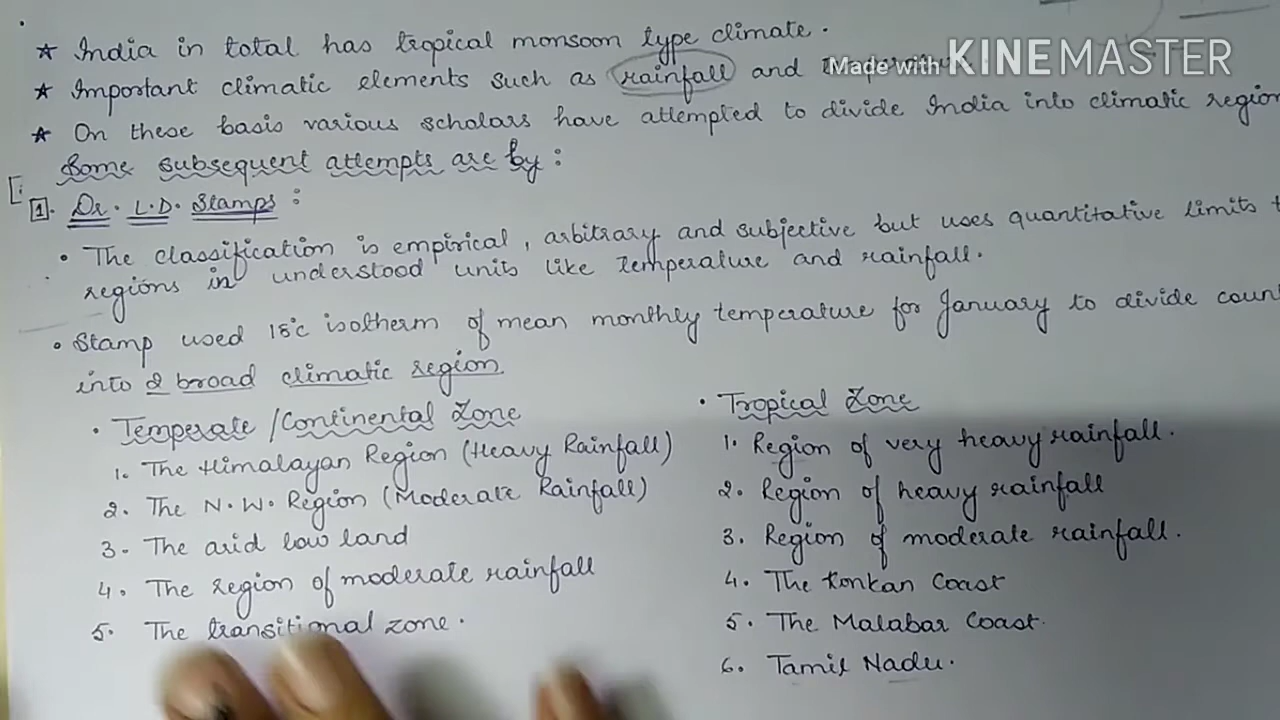 ★ India in total has tropical monsoon type climate.
Made with KINEMASTER
★ Important climatic elements such as rainfall and
★ On these basis various scholars have attempted to divide India into climatic region
Some subsequent attempts are by :
1. Dr. L.D. Stamps :
• The classification is empirical, arbitrary and subjective but uses quantitative limits t
regions in understood units like temperature and rainfall.
• Stamp used 18°c isotherm of mean monthly temperature for January to divide count
into 2 broad climatic region.
• Temperate /Continental Zone
1. The Himalayan Region (Heavy Rainfall)
2. The N.W. Region (Moderate Rainfall)
3. The arid low land
4. The region of moderate rainfall
5. The transitional zone.
• Tropical Zone
1. Region of very heavy rainfall.
2. Region of heavy rainfall
3. Region of moderate rainfall.
4. The Konkan Coast
5. The Malabar Coast.
6. Tamil Nadu.